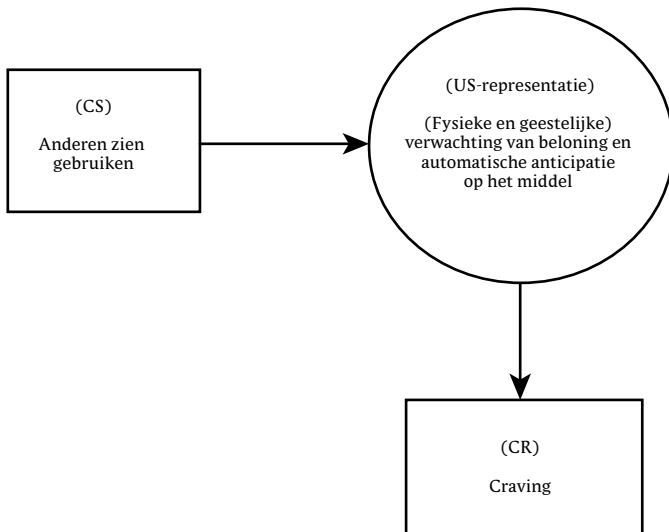 (CS)
Anderen zien
gebruiken
(US-representatie)
(Fysieke en geestelijke)
verwachting van beloning en
automatische anticipatie
op het middel
(CR)
Craving